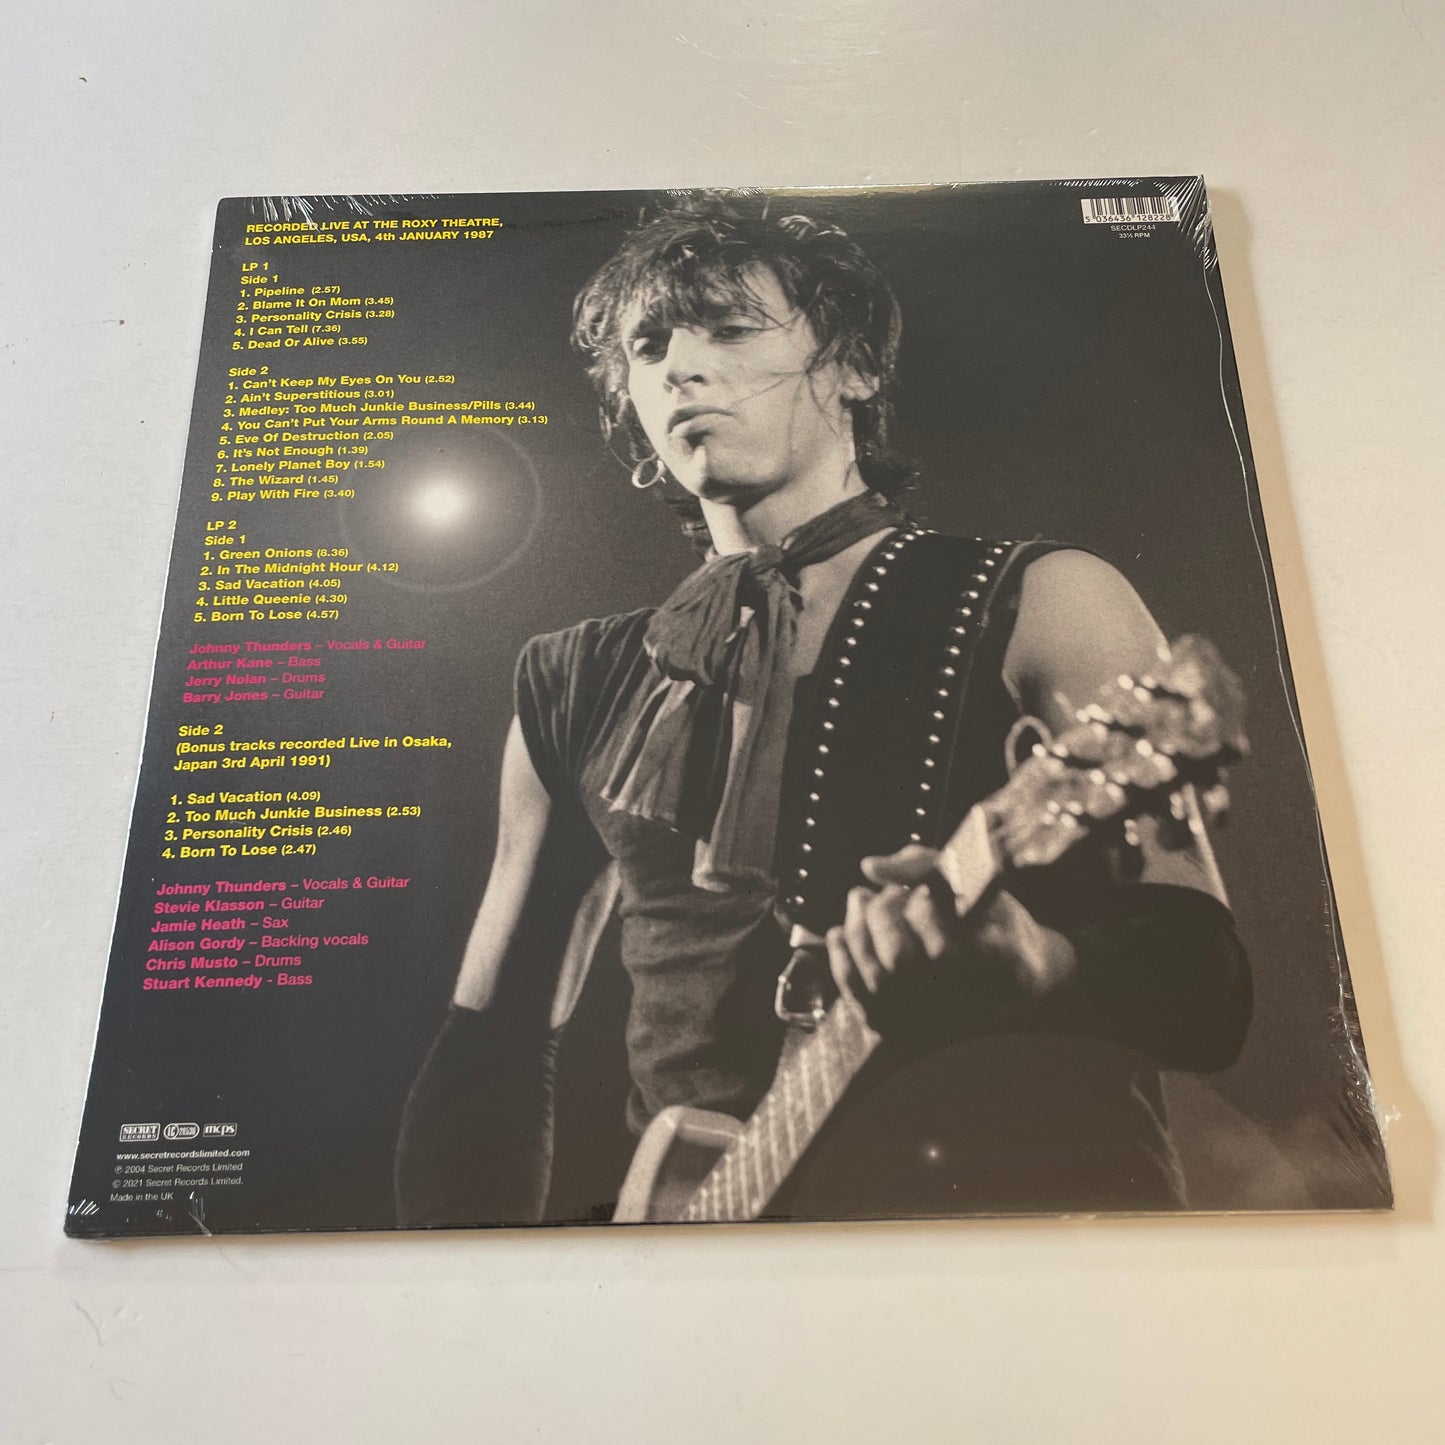 RECORDED LIVE AT THE ROXY THEATRE,
LOS ANGELES, USA, 4th JANUARY 1987
LP 1
Side 1
1. Pipeline (2.57)
2. Blame It On Mom (3.45)
3. Personality Crisis (3.28)
4. I Can Tell (7.36)
5. Dead Or Alive (3.55)
Side 2
1. Can't Keep My Eyes On You (2.52)
2. Ain't Superstitious (3.01)
3. Medley: Too Much Junkie Business/Pills (3.44)
4. You Can't Put Your Arms Round A Memory (3.13)
5. Eve Of Destruction (2.05)
6. It's Not Enough (1.39)
7. Lonely Planet Boy (1.54)
8. The Wizard (1.45)
9. Play With Fire (3.40)
LP 2
Side 1
1. Green Onions (8.36)
2. In The Midnight Hour (4.12)
3. Sad Vacation (4.05)
4. Little Queenie (4.30)
5. Born To Lose (4.57)
Johnny Thunders – Vocals & Guitar
Arthur Kane – Bass
Jerry Nolan – Drums
Barry Jones – Guitar
Side 2
(Bonus tracks recorded Live in Osaka,
Japan 3rd April 1991)
1. Sad Vacation (4.09)
2. Too Much Junkie Business (2.53)
3. Personality Crisis (2.46)
4. Born To Lose (2.47)
Johnny Thunders – Vocals & Guitar
Stevie Klasson – Guitar
Jamie Heath – Sax
Alison Gordy – Backing vocals
Chris Musto – Drums
Stuart Kennedy - Bass
SECRET
RECORDS
LC 28538
mcps
www.secretrecordslimited.com
℗ 2004 Secret Records Limited
© 2021 Secret Records Limited.
Made in the UK
5 036436 128228
SECDLP244
33⅓ RPM